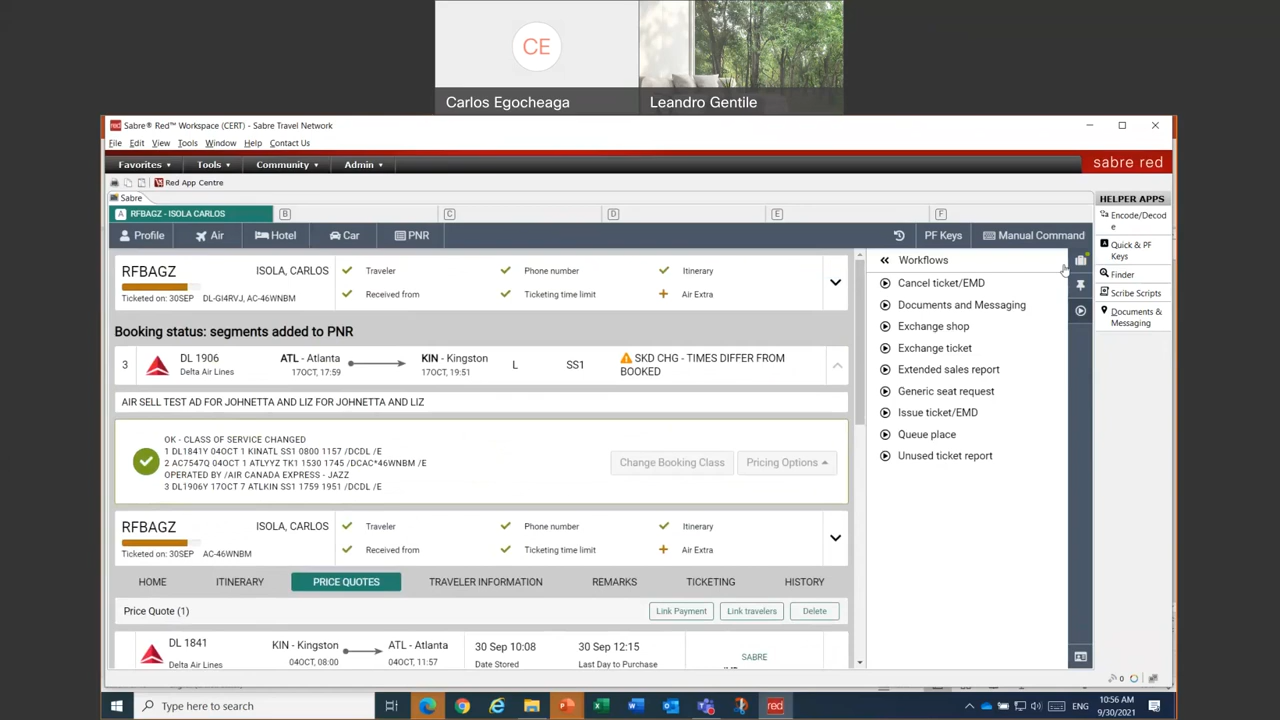 CE
Carlos Egocheaga
Leandro Gentile
red Sabre® Red™ Workspace (CERT) - Sabre Travel Network
File Edit View Tools Window Help Contact Us
Favorites Tools Community Admin
sabre red
Red App Centre
Sabre
HELPER APPS
A RFBAGZ - ISOLA CARLOS B C D E F
Encode/Decod
e
Profile Air Hotel Car PNR PF Keys Manual Command
Quick & PF
Keys
Finder
Scribe Scripts
Documents &
Messaging
RFBAGZ ISOLA, CARLOS Traveler Phone number Itinerary
Ticketed on: 30SEP DL-GI4RVJ, AC-46WNBM Received from Ticketing time limit Air Extra
Booking status: segments added to PNR
3 DL 1906 ATL - Atlanta KIN - Kingston L SS1 SKD CHG - TIMES DIFFER FROM
BOOKED
Delta Air Lines 17OCT, 17:59 17OCT, 19:51
AIR SELL TEST AD FOR JOHNETTA AND LIZ FOR JOHNETTA AND LIZ
OK - CLASS OF SERVICE CHANGED
1 DL1841Y 04OCT 1 KINATL SS1 0800 1157 /DCDL /E
2 AC7547Q 04OCT 1 ATLYYZ TK1 1530 1745 /DCAC*46WNBM /E
OPERATED BY /AIR CANADA EXPRESS - JAZZ
3 DL1906Y 17OCT 7 ATLKIN SS1 1759 1951 /DCDL /E
Change Booking Class Pricing Options
RFBAGZ ISOLA, CARLOS Traveler Phone number Itinerary
Ticketed on: 30SEP AC-46WNBM Received from Ticketing time limit Air Extra
HOME ITINERARY PRICE QUOTES TRAVELER INFORMATION REMARKS TICKETING HISTORY
Price Quote (1) Link Payment Link travelers Delete
DL 1841 KIN - Kingston ATL - Atlanta 30 Sep 10:08 30 Sep 12:15 SABRE
Delta Air Lines 04OCT, 08:00 04OCT, 11:57 Date Stored Last Day to Purchase
Workflows
Cancel ticket/EMD
Documents and Messaging
Exchange shop
Exchange ticket
Extended sales report
Generic seat request
Issue ticket/EMD
Queue place
Unused ticket report
0
Type here to search
red
ENG
10:56 AM
9/30/2021